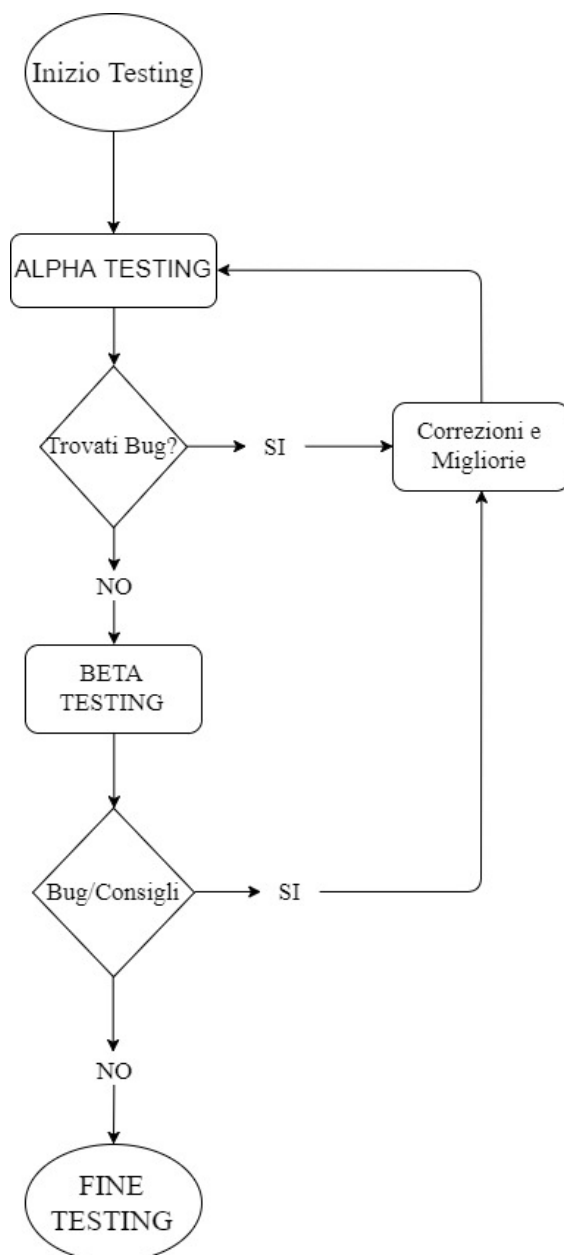 Inizio Testing
ALPHA TESTING
Trovati Bug?
SI
Correzioni e
Migliorie
NO
BETA
TESTING
Bug/Consigli
SI
NO
FINE
TESTING